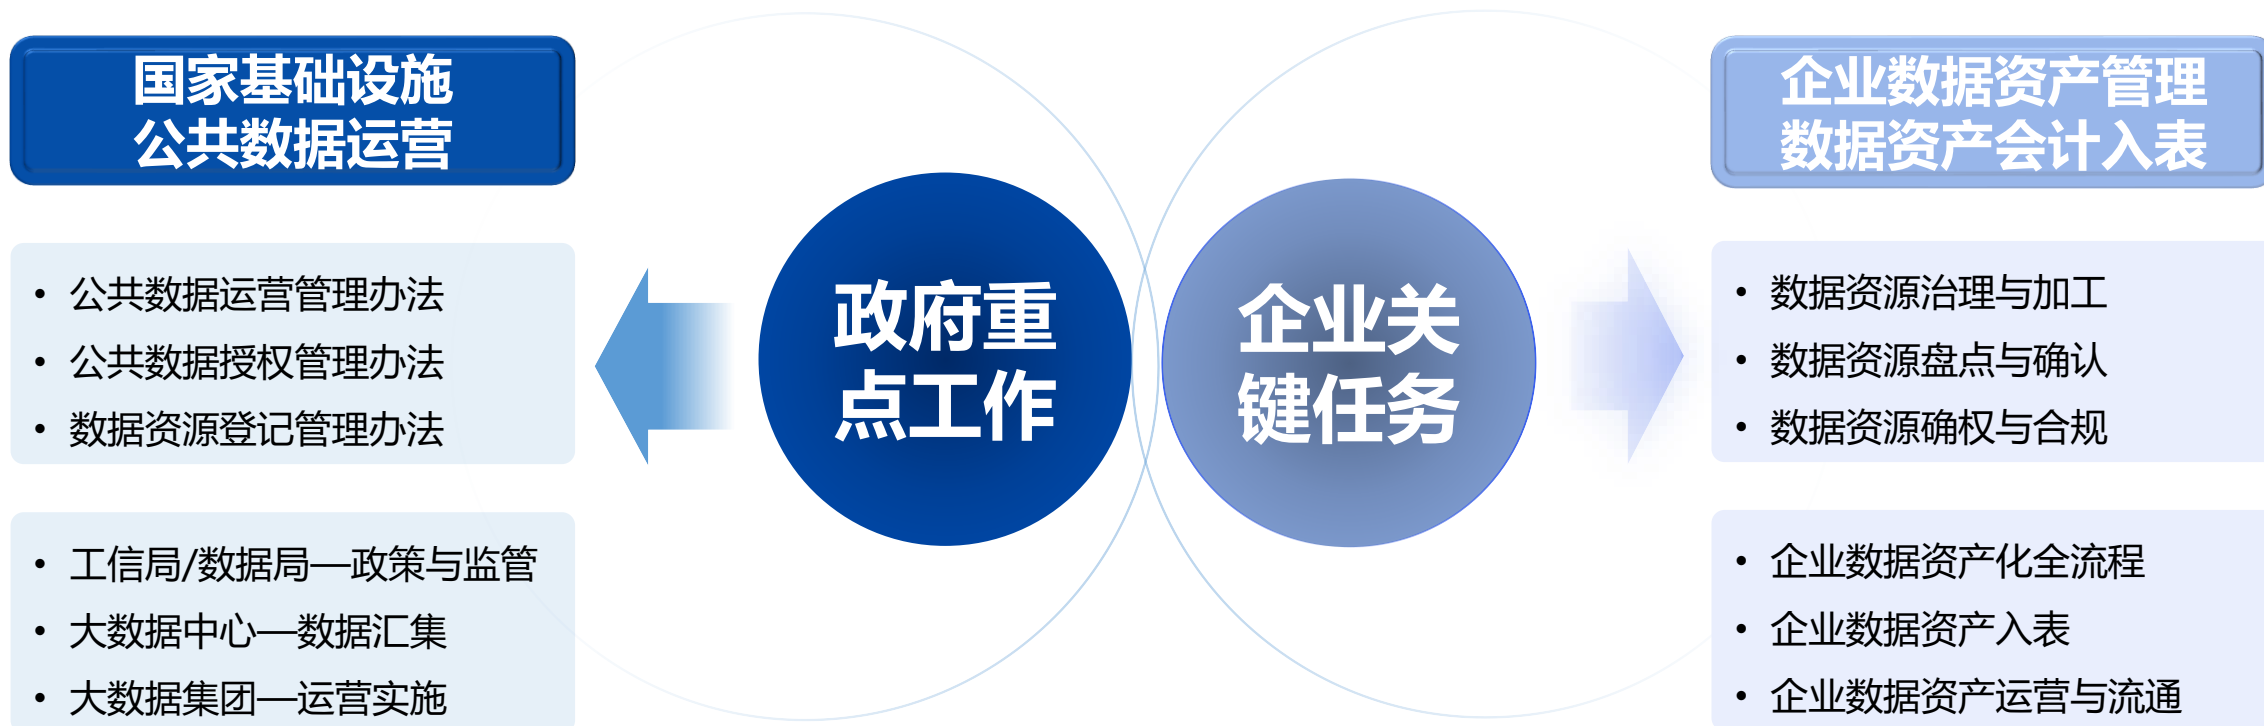 国家基础设施
公共数据运营
• 公共数据运营管理办法
• 公共数据授权管理办法
• 数据资源登记管理办法
• 工信局/数据局—政策与监管
• 大数据中心—数据汇集
• 大数据集团—运营实施
政府重
点工作
企业关
键任务
企业数据资产管理
数据资产会计入表
• 数据资源治理与加工
• 数据资源盘点与确认
• 数据资源确权与合规
• 企业数据资产化全流程
• 企业数据资产入表
• 企业数据资产运营与流通